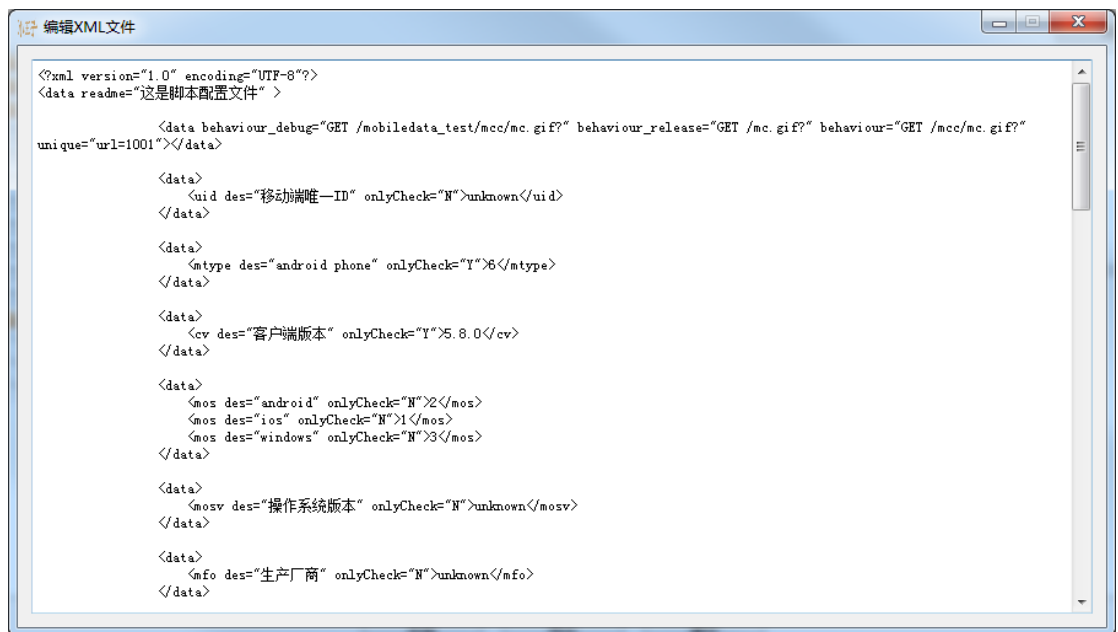 编辑XML文件
<?xml version="1.0" encoding="UTF-8"?>
<data readme="这是脚本配置文件" >
<data behaviour_debug="GET /mobiledata_test/mcc/mc.gif?" behaviour_release="GET /mc.gif?" behaviour="GET /mcc/mc.gif?"
unique="url=1001"></data>
<data>
<uid des="移动端唯一ID" onlyCheck="N">unknown</uid>
</data>
<data>
<mtype des="android phone" onlyCheck="Y">6</mtype>
</data>
<data>
<cv des="客户端版本" onlyCheck="Y">5.8.0</cv>
</data>
<data>
<mos des="android" onlyCheck="N">2</mos>
<mos des="ios" onlyCheck="N">1</mos>
<mos des="windows" onlyCheck="N">3</mos>
</data>
<data>
<mosv des="操作系统版本" onlyCheck="N">unknown</mosv>
</data>
<data>
<mfo des="生产厂商" onlyCheck="N">unknown</mfo>
</data>